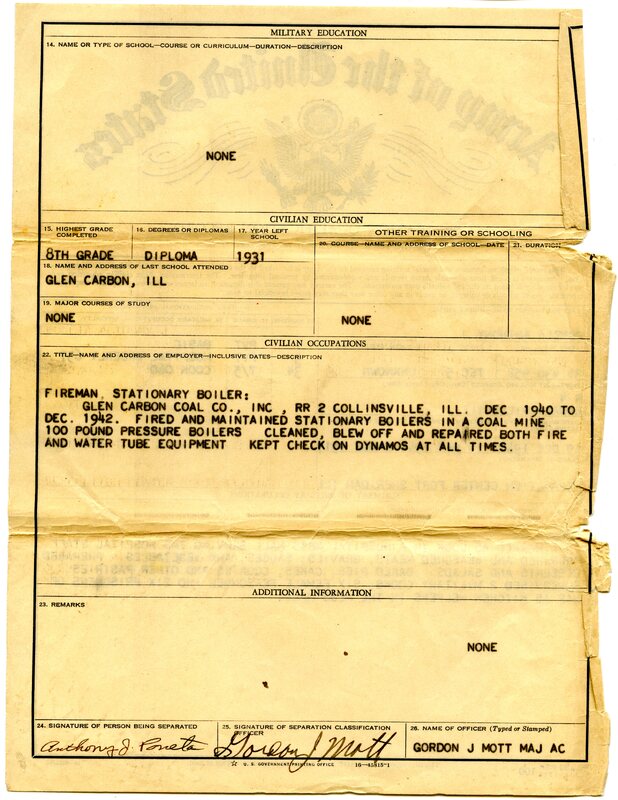 MILITARY EDUCATION
14. NAME OR TYPE OF SCHOOL—COURSE OR CURRICULUM—DURATION—DESCRIPTION
NONE
CIVILIAN EDUCATION
15. HIGHEST GRADE COMPLETED
8TH GRADE
16. DEGREES OR DIPLOMAS
DIPLOMA
17. YEAR LEFT SCHOOL
1931
OTHER TRAINING OR SCHOOLING
20. COURSE—NAME AND ADDRESS OF SCHOOL—DATE
21. DURATION
18. NAME AND ADDRESS OF LAST SCHOOL ATTENDED
GLEN CARBON, ILL
19. MAJOR COURSES OF STUDY
NONE
NONE
CIVILIAN OCCUPATIONS
22. TITLE—NAME AND ADDRESS OF EMPLOYER—INCLUSIVE DATES—DESCRIPTION
FIREMAN, STATIONARY BOILER:
GLEN CARBON COAL CO., INC , RR 2 COLLINSVILLE, ILL. DEC 1940 TO
DEC. 1942. FIRED AND MAINTAINED STATIONARY BOILERS IN A COAL MINE
100 POUND PRESSURE BOILERS CLEANED, BLEW OFF AND REPAIRED BOTH FIRE
AND WATER TUBE EQUIPMENT KEPT CHECK ON DYNAMOS AT ALL TIMES.
ADDITIONAL INFORMATION
23. REMARKS
NONE
24. SIGNATURE OF PERSON BEING SEPARATED
Anthony J.
25. SIGNATURE OF SEPARATION CLASSIFICATION OFFICER
Gordon J Mott
26. NAME OF OFFICER (Typed or Stamped)
GORDON J MOTT MAJ AC
☆ U. S. GOVERNMENT PRINTING OFFICE 16—45815-1